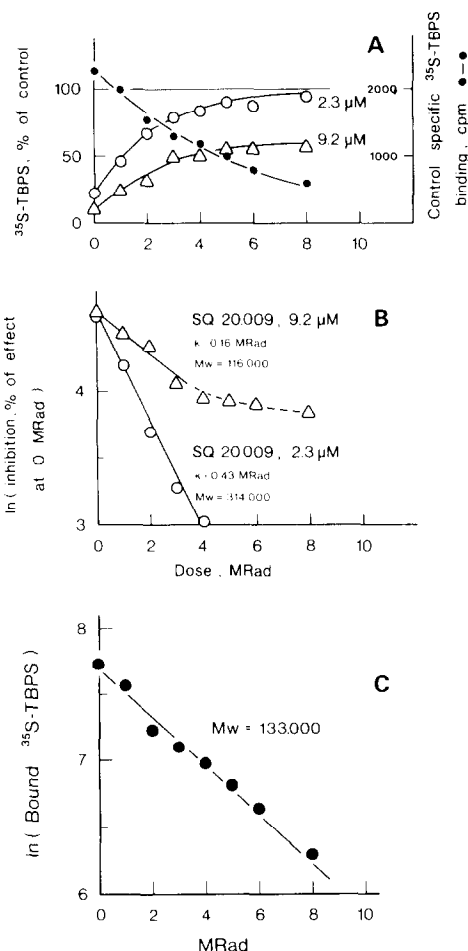 A
³⁵S-TBPS, % of control
100
50
0
0 2 4 6 8 10
2.3 µM
9.2 µM
2000
1000
Control specific ³⁵S-TBPS
binding, cpm
B
ln ( inhibition, % of effect
at 0 MRad )
4
3
SQ 20.009, 9.2 µM
κ - 0.16 MRad
Mw = 116.000
SQ 20 009, 2.3 µM
κ - 0.43 MRad
Mw = 314.000
0 2 4 6 8 10
Dose, MRad
C
ln ( Bound ³⁵S-TBPS )
8
7
6
Mw = 133.000
0 2 4 6 8 10
MRad